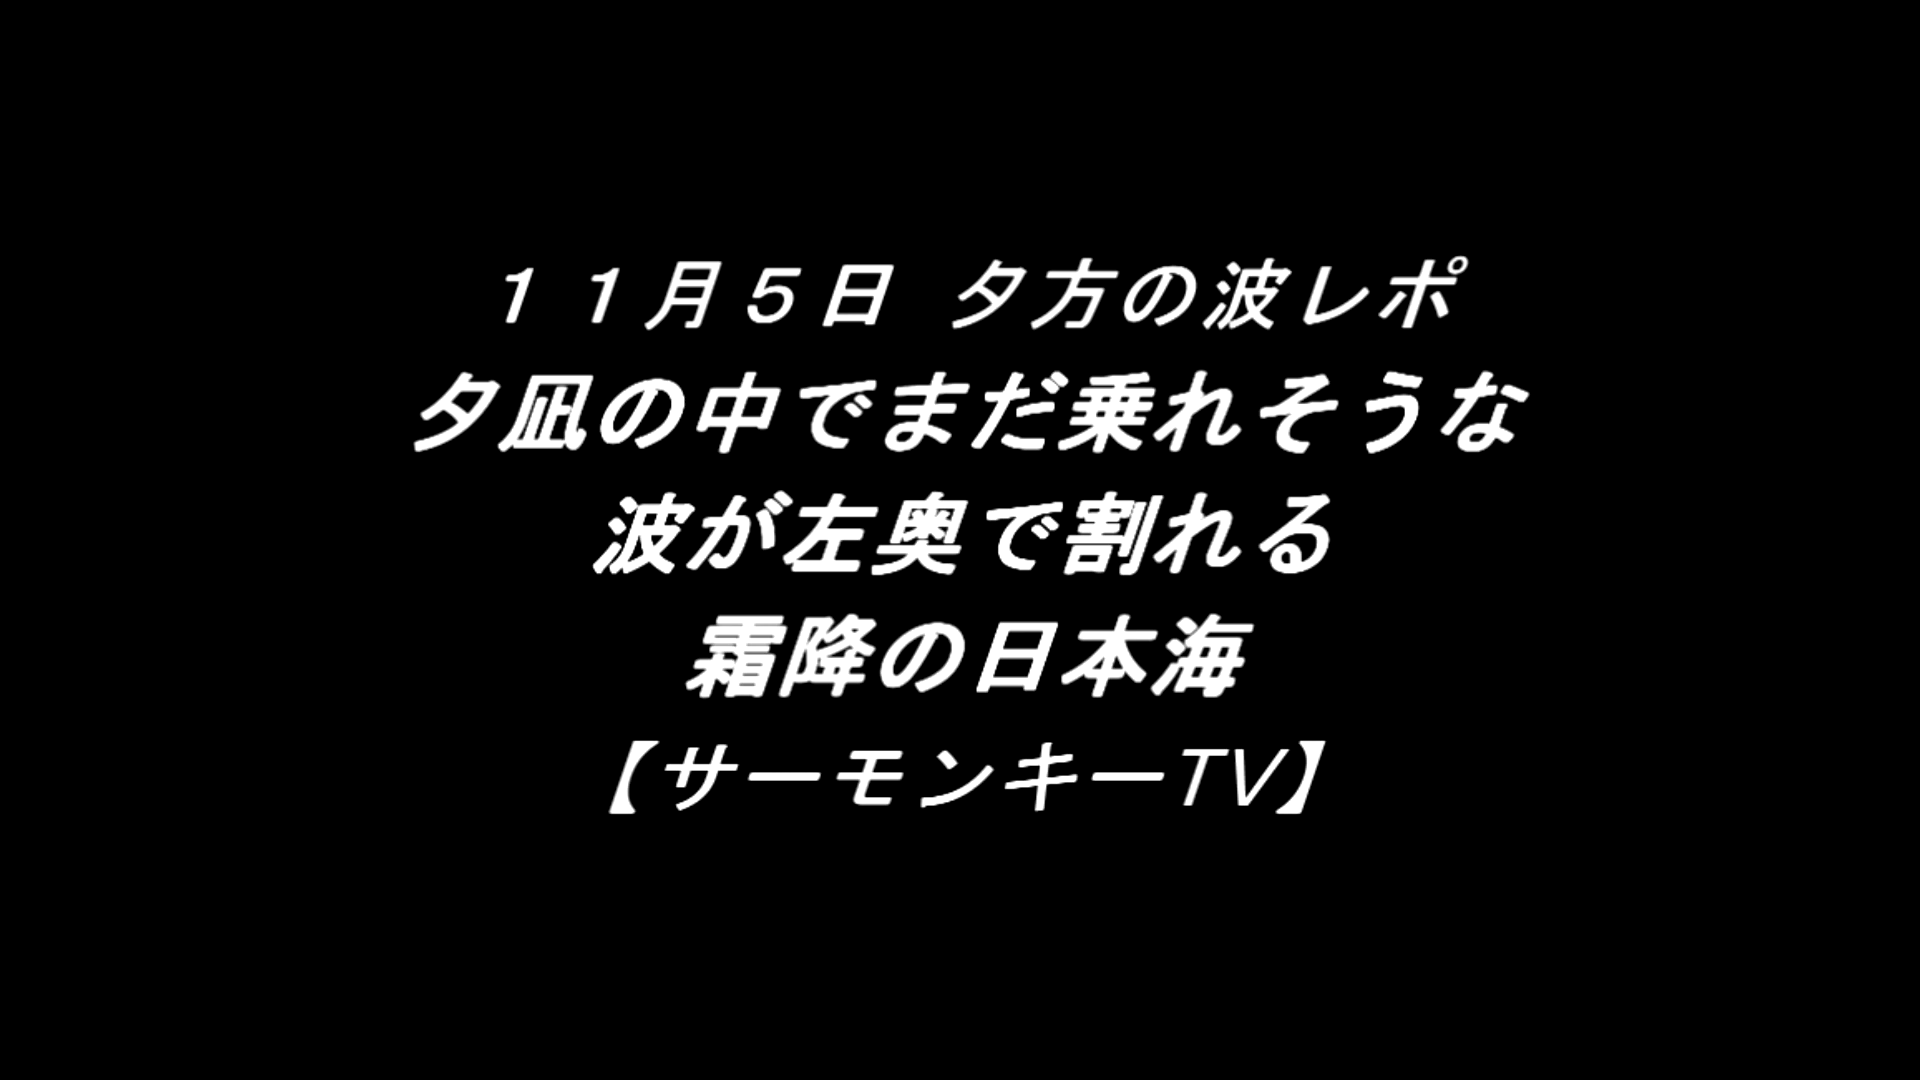 １１月５日 夕方の波レポ
夕凪の中でまだ乗れそうな
波が左奥で割れる
霜降の日本海
【サーモンキーTV】